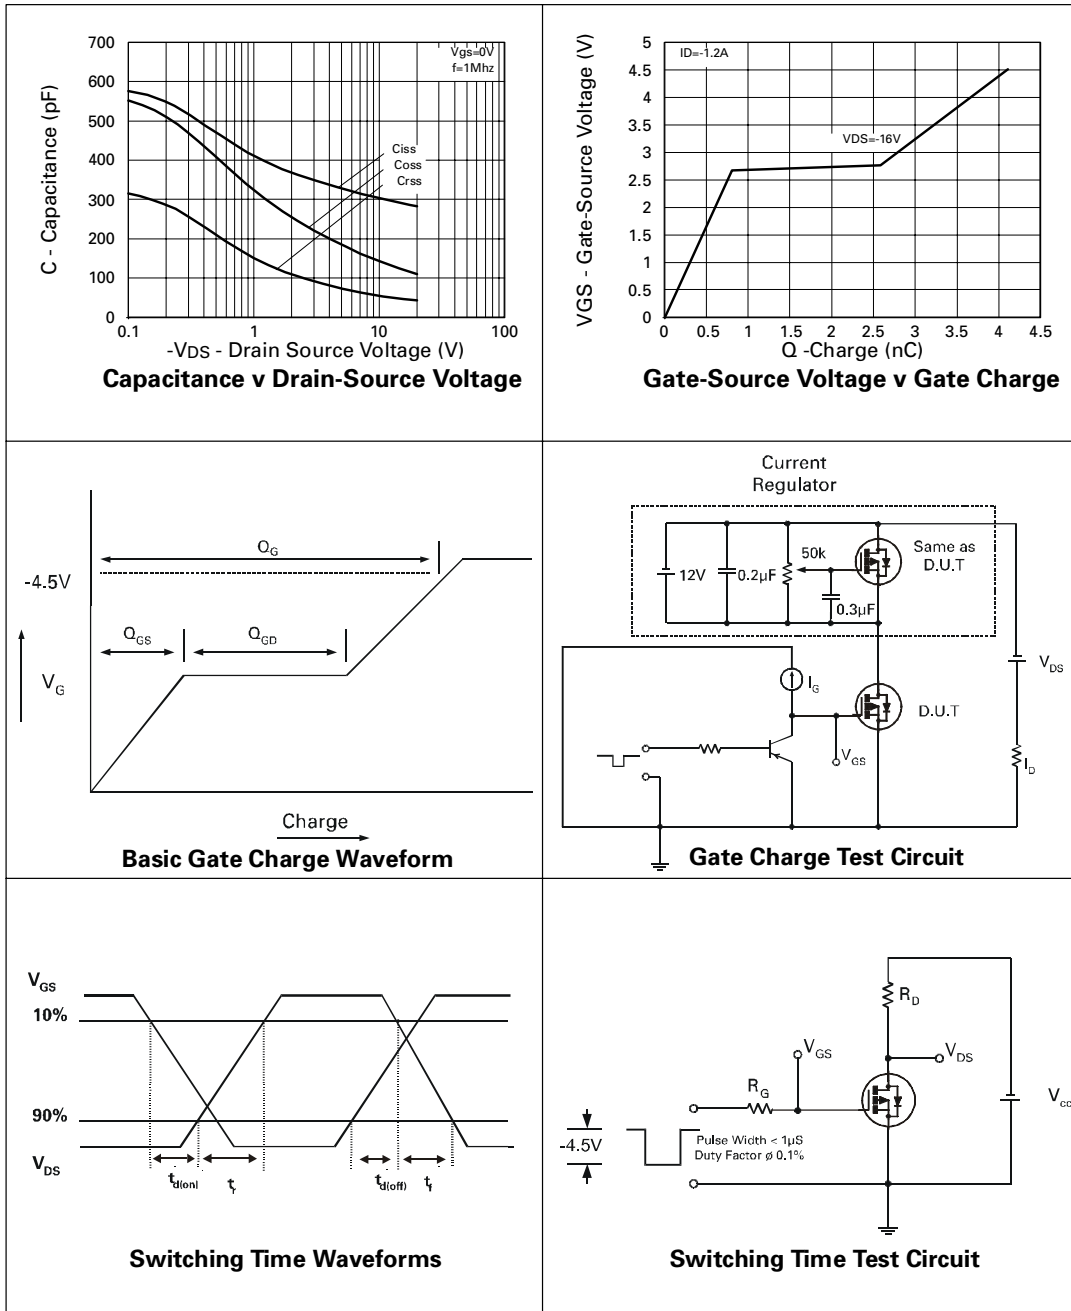 700
600
500
400
300
200
100
0
C - Capacitance (pF)
Vgs=0V
f=1Mhz
Ciss
Coss
Crss
0.1
1
10
100
-VDS - Drain Source Voltage (V)
Capacitance v Drain-Source Voltage
5
4.5
4
3.5
3
2.5
2
1.5
1
0.5
0
VGS - Gate-Source Voltage (V)
ID=-1.2A
VDS=-16V
0 0.5 1 1.5 2 2.5 3 3.5 4 4.5
Q -Charge (nC)
Gate-Source Voltage v Gate Charge
QG
-4.5V
QGS
QGD
VG
Charge
Basic Gate Charge Waveform
Current
Regulator
12V
0.2µF
50k
Same as
D.U.T
0.3µF
IG
VDS
D.U.T
VGS
ID
Gate Charge Test Circuit
VGS
10%
90%
VDS
td(on)
tr
td(off)
tf
Switching Time Waveforms
RD
VGS
VDS
RG
Vcc
-4.5V
Pulse Width < 1µS
Duty Factor ø 0.1%
Switching Time Test Circuit